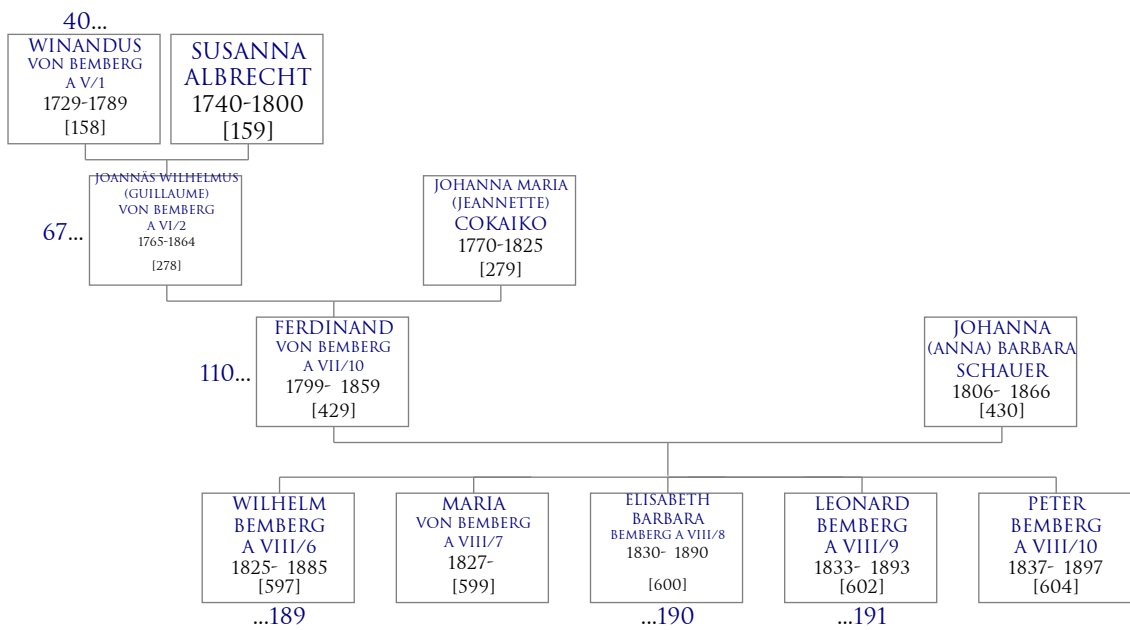 40...
WINANDUS
VON BEMBERG
A V/1
1729-1789
[158]
SUSANNA
ALBRECHT
1740-1800
[159]
JOANNÄS WILHELMUS
(GUILLAUME)
VON BEMBERG
A VI/2
1765-1864
[278]
67...
JOHANNA MARIA
(JEANNETTE)
COKAIKO
1770-1825
[279]
FERDINAND
VON BEMBERG
A VII/10
1799- 1859
[429]
110...
JOHANNA
(ANNA) BARBARA
SCHAUER
1806- 1866
[430]
WILHELM
BEMBERG
A VIII/6
1825- 1885
[597]
...189
MARIA
VON BEMBERG
A VIII/7
1827-
[599]
ELISABETH
BARBARA
BEMBERG A VIII/8
1830- 1890
[600]
...190
LEONARD
BEMBERG
A VIII/9
1833- 1893
[602]
...191
PETER
BEMBERG
A VIII/10
1837- 1897
[604]